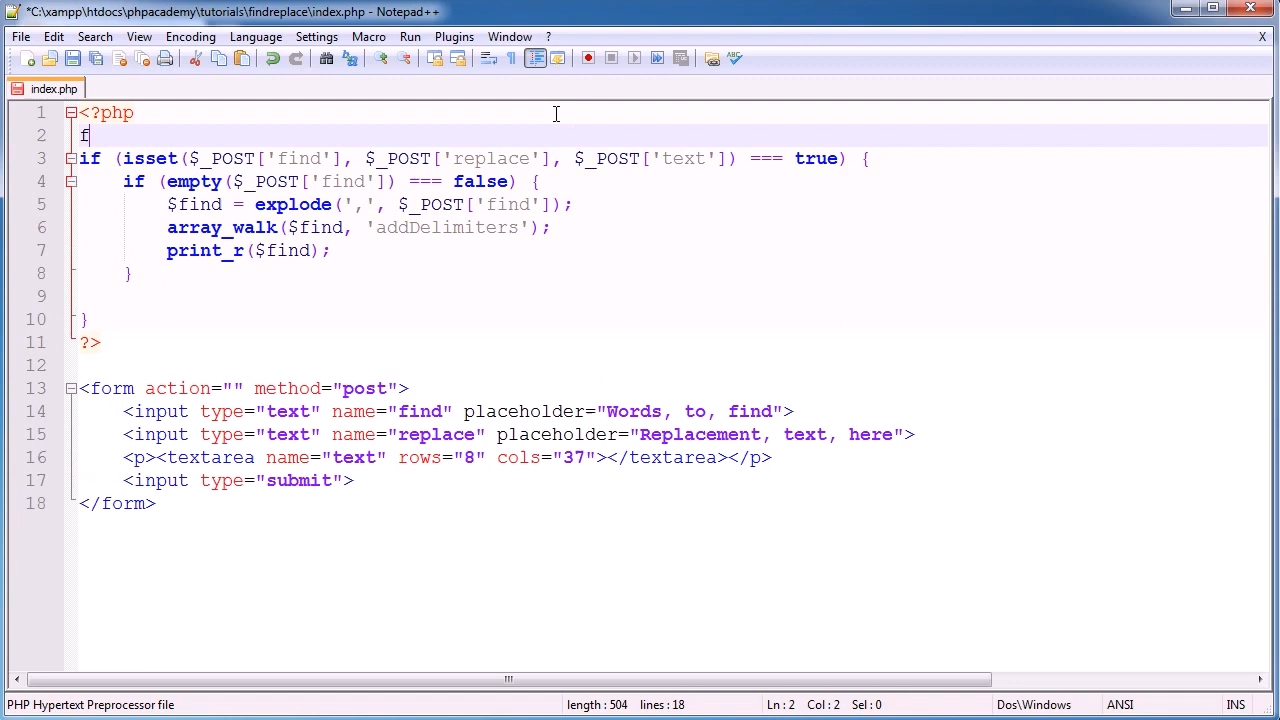 *C:\xampp\htdocs\phpacademy\tutorials\findreplace\index.php - Notepad++
File Edit Search View Encoding Language Settings Macro Run Plugins Window ? X
index.php
1 <?php
2 f
3 if (isset($_POST['find'], $_POST['replace'], $_POST['text']) === true) {
4     if (empty($_POST['find']) === false) {
5         $find = explode(',', $_POST['find']);
6         array_walk($find, 'addDelimiters');
7         print_r($find);
8     }
9
10 }
11 ?>
12
13 <form action="" method="post">
14     <input type="text" name="find" placeholder="Words, to, find">
15     <input type="text" name="replace" placeholder="Replacement, text, here">
16     <p><textarea name="text" rows="8" cols="37"></textarea></p>
17     <input type="submit">
18 </form>
PHP Hypertext Preprocessor file length : 504 lines : 18 Ln : 2 Col : 2 Sel : 0 Dos\Windows ANSI INS